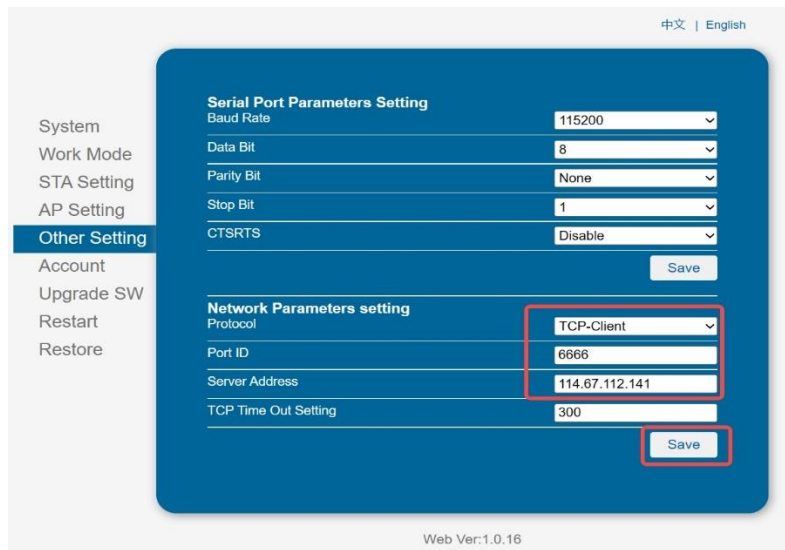 中文 | English
System
Work Mode
STA Setting
AP Setting
Other Setting
Account
Upgrade SW
Restart
Restore
Serial Port Parameters Setting
Baud Rate 115200
Data Bit 8
Parity Bit None
Stop Bit 1
CTSRTS Disable
Save
Network Parameters setting
Protocol TCP-Client
Port ID 6666
Server Address 114.67.112.141
TCP Time Out Setting 300
Save
Web Ver:1.0.16